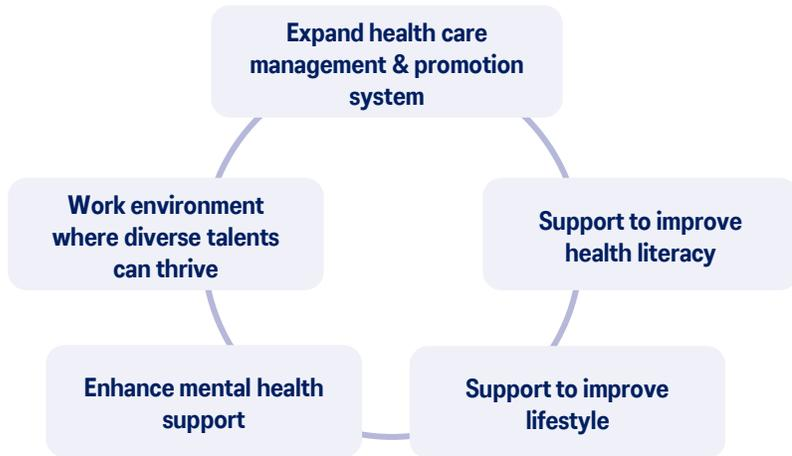 Expand health care
management & promotion
system
Work environment
where diverse talents
can thrive
Support to improve
health literacy
Enhance mental health
support
Support to improve
lifestyle